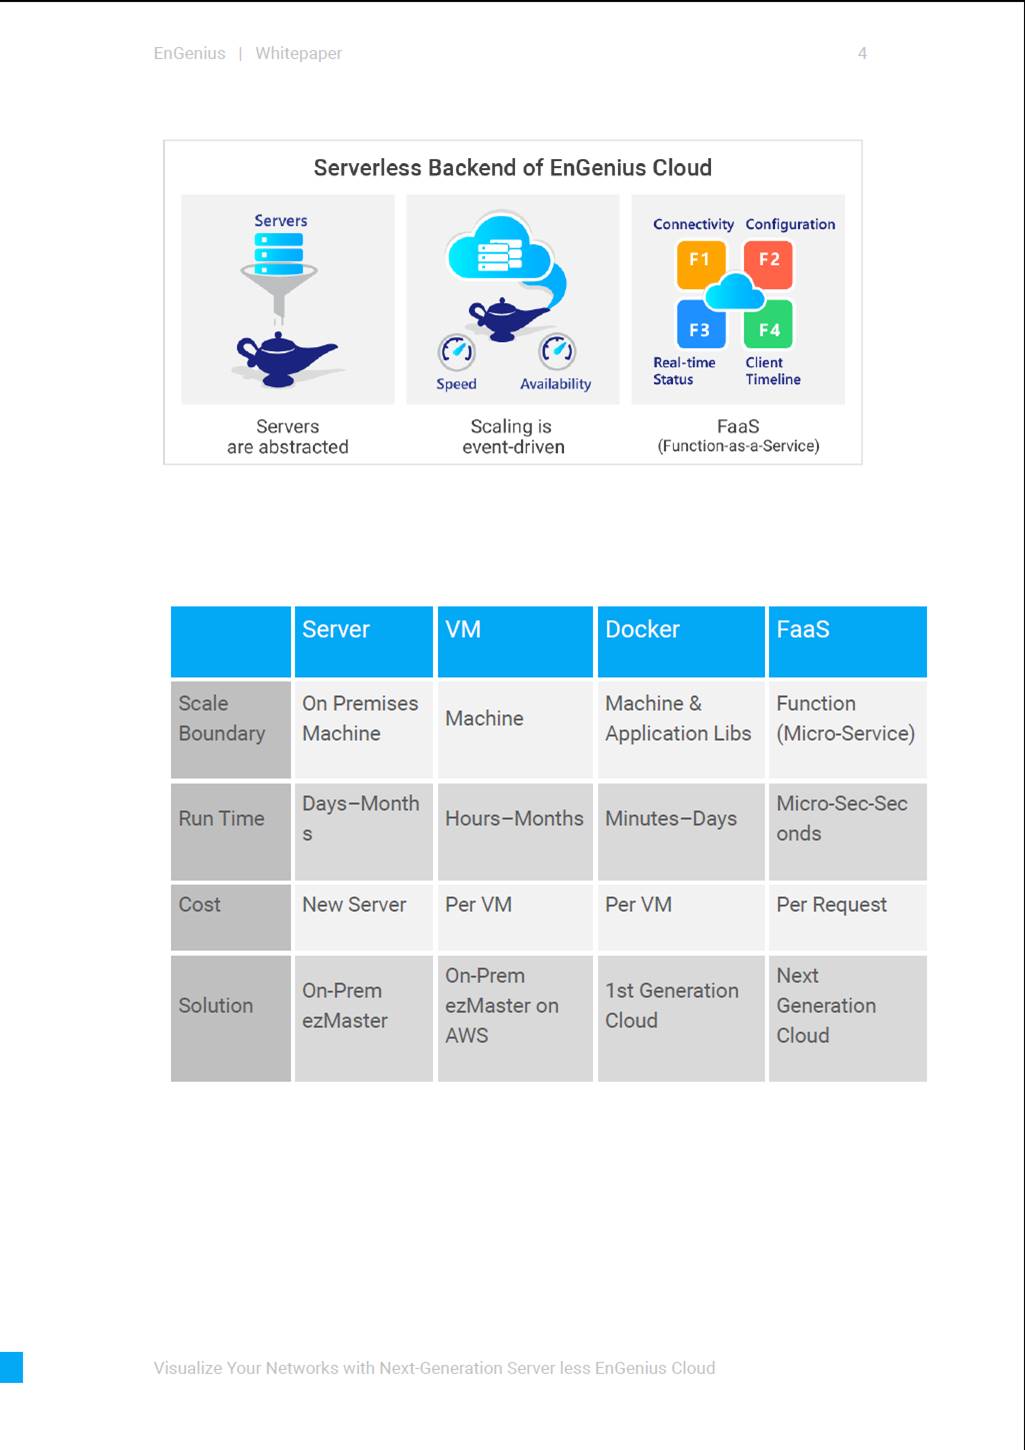 EnGenius | Whitepaper 4
Serverless Backend of EnGenius Cloud
Servers
Speed Availability
Connectivity Configuration
F1 F2
F3 F4
Real-time Client
Status Timeline
Servers
are abstracted
Scaling is
event-driven
FaaS
(Function-as-a-Service)
Server VM Docker FaaS
Scale
Boundary
On Premises
Machine
Machine
Machine &
Application Libs
Function
(Micro-Service)
Run Time
Days–Month
s
Hours–Months
Minutes–Days
Micro-Sec-Sec
onds
Cost New Server Per VM Per VM Per Request
Solution
On-Prem
ezMaster
On-Prem
ezMaster on
AWS
1st Generation
Cloud
Next
Generation
Cloud
Visualize Your Networks with Next-Generation Server less EnGenius Cloud